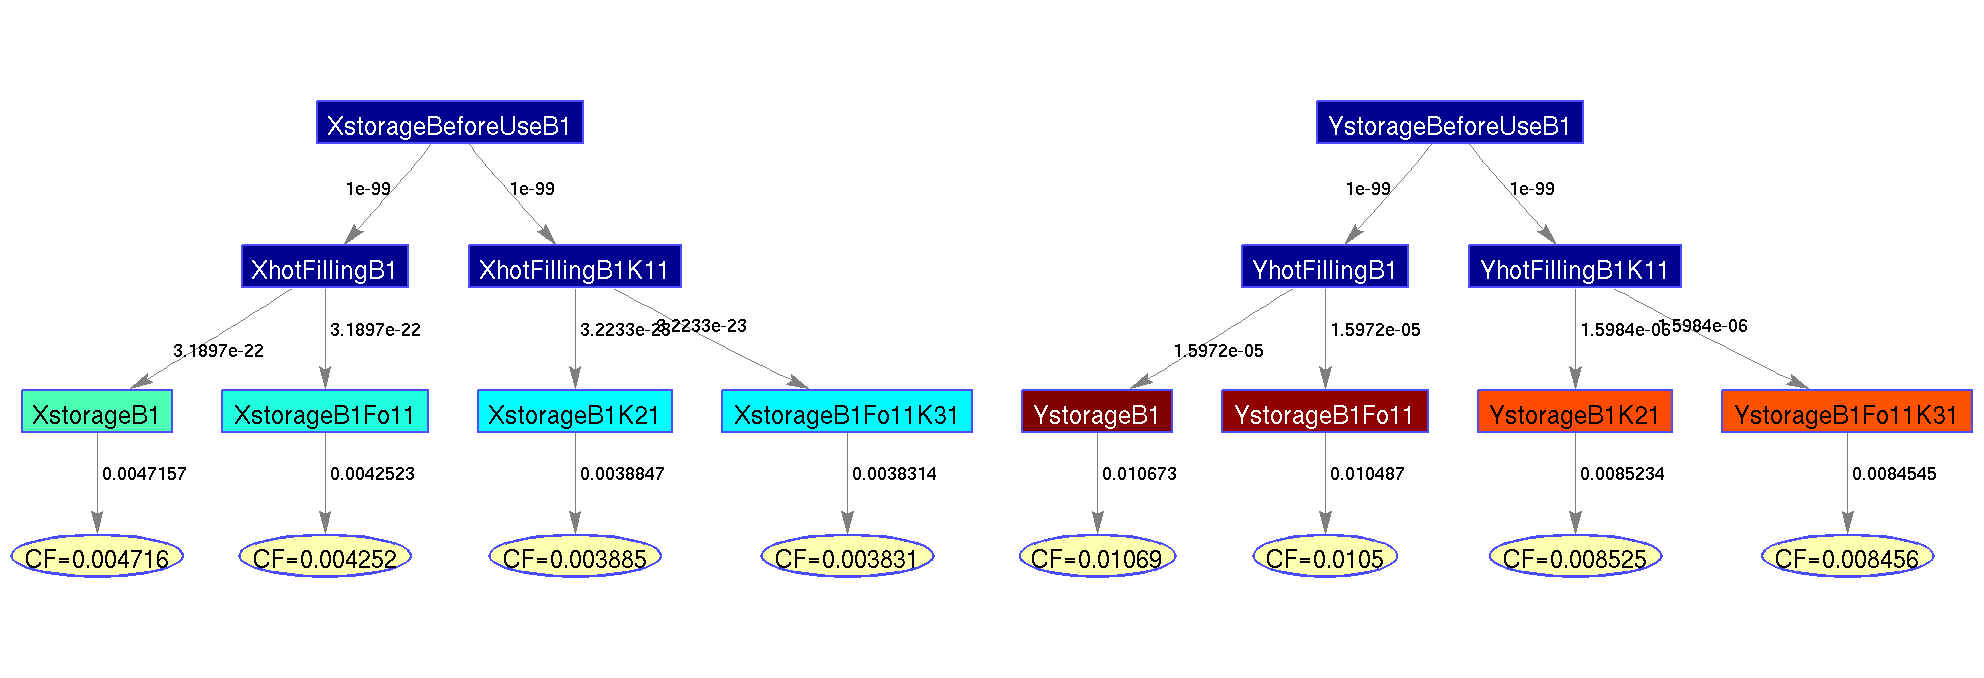 XstorageBeforeUseB1
YstorageBeforeUseB1
1e-99
1e-99
1e-99
1e-99
XhotFillingB1
XhotFillingB1K11
YhotFillingB1
YhotFillingB1K11
3.1897e-22
3.1897e-22
3.2233e-23
3.2233e-23
1.5972e-05
1.5972e-05
1.5984e-06
1.5984e-06
XstorageB1
XstorageB1Fo11
XstorageB1K21
XstorageB1Fo11K31
YstorageB1
YstorageB1Fo11
YstorageB1K21
YstorageB1Fo11K31
0.0047157
0.0042523
0.0038847
0.0038314
0.010673
0.010487
0.0085234
0.0084545
CF=0.004716
CF=0.004252
CF=0.003885
CF=0.003831
CF=0.01069
CF=0.0105
CF=0.008525
CF=0.008456